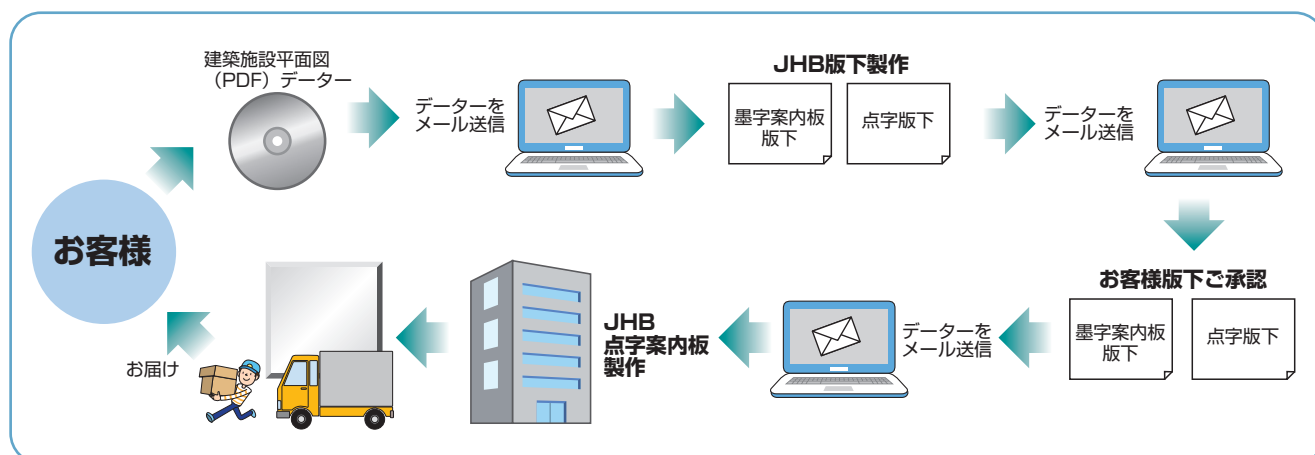 お客様
建築施設平面図
（PDF）データー
データーを
メール送信
JHB版下製作
墨字案内板
版下
点字版下
データーを
メール送信
お客様版下ご承認
墨字案内板
版下
点字版下
データーを
メール送信
JHB
点字案内板
製作
お届け